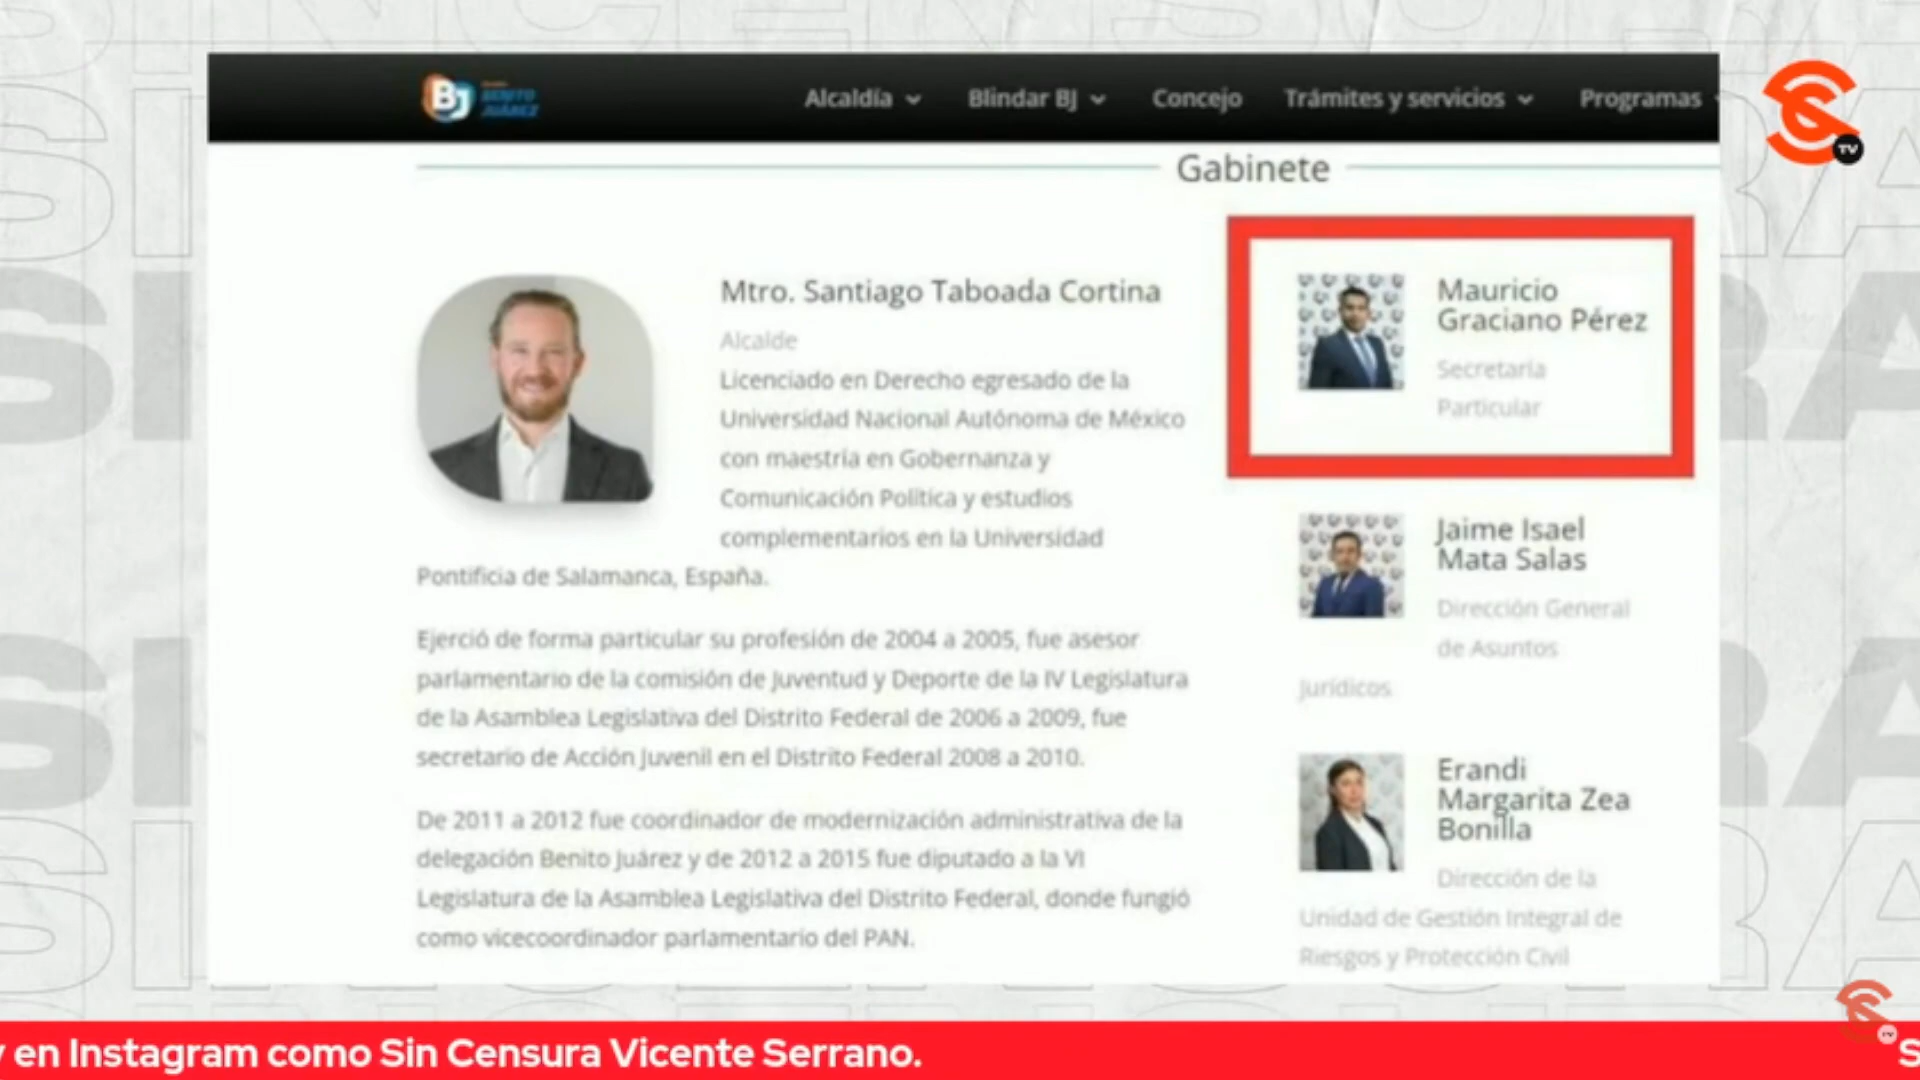 BJ BENITO JUÁREZ
Alcaldía
Blindar BJ
Concejo
Trámites y servicios
Programas
TV
Gabinete
Mtro. Santiago Taboada Cortina
Alcalde
Licenciado en Derecho egresado de la
Universidad Nacional Autónoma de México
con maestría en Gobernanza y
Comunicación Política y estudios
complementarios en la Universidad
Pontificia de Salamanca, España.
Ejerció de forma particular su profesión de 2004 a 2005, fue asesor
parlamentario de la comisión de Juventud y Deporte de la IV Legislatura
de la Asamblea Legislativa del Distrito Federal de 2006 a 2009, fue
secretario de Acción Juvenil en el Distrito Federal 2008 a 2010.
De 2011 a 2012 fue coordinador de modernización administrativa de la
delegación Benito Juárez y de 2012 a 2015 fue diputado a la VI
Legislatura de la Asamblea Legislativa del Distrito Federal, donde fungió
como vicecoordinador parlamentario del PAN.
Mauricio
Graciano Pérez
Secretaría
Particular
Jaime Isael
Mata Salas
Dirección General
de Asuntos
Jurídicos
Erandi
Margarita Zea
Bonilla
Dirección de la
Unidad de Gestión Integral de
Riesgos y Protección Civil
y en Instagram como Sin Censura Vicente Serrano.
S